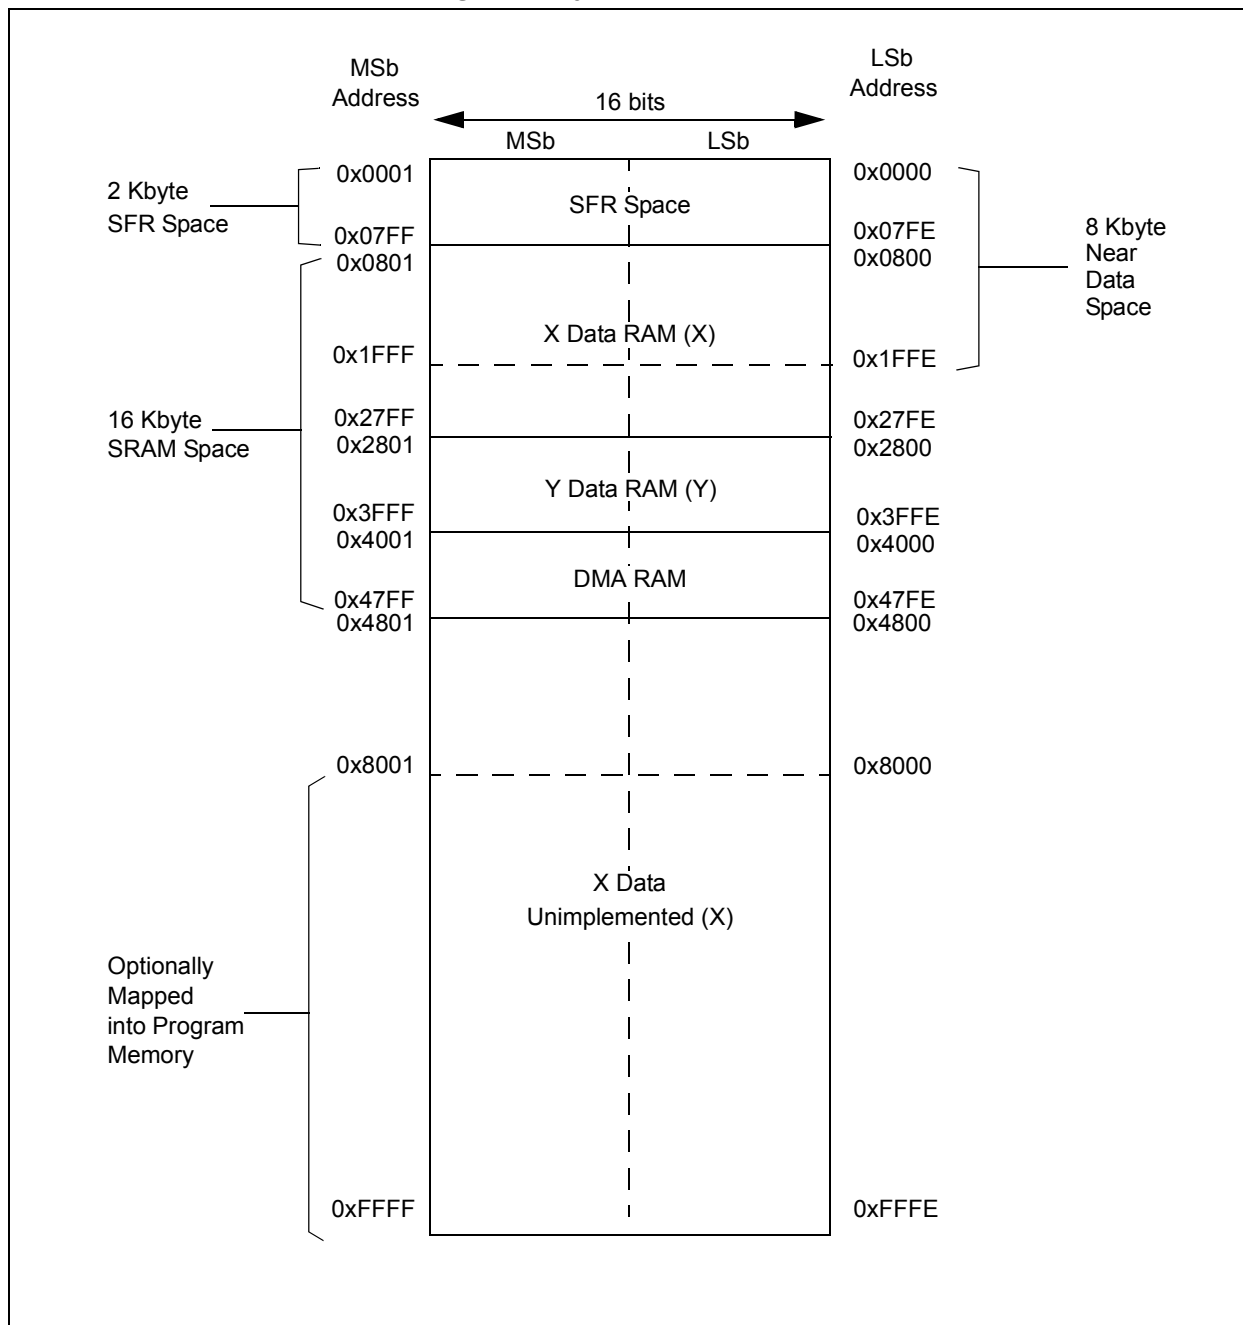 MSb
Address
LSb
Address
16 bits
MSb
LSb
0x0001
0x0000
2 Kbyte
SFR Space
SFR Space
0x07FF
0x07FE
0x0801
0x0800
8 Kbyte
Near
Data
Space
X Data RAM (X)
0x1FFF
0x1FFE
16 Kbyte
SRAM Space
0x27FF
0x27FE
0x2801
0x2800
Y Data RAM (Y)
0x3FFF
0x3FFE
0x4001
0x4000
DMA RAM
0x47FF
0x47FE
0x4801
0x4800
0x8001
0x8000
X Data
Unimplemented (X)
Optionally
Mapped
into Program
Memory
0xFFFF
0xFFFE